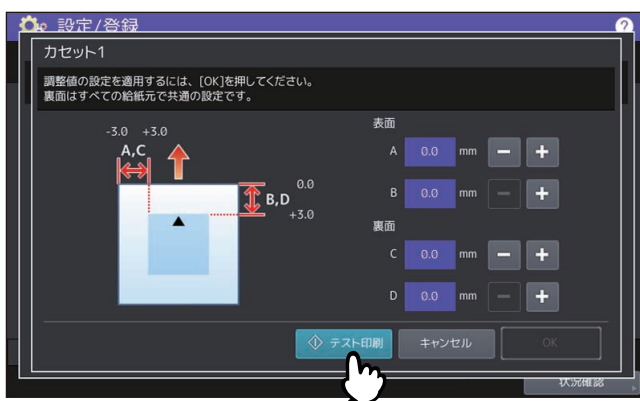 設定/登録
?
カセット1
調整値の設定を適用するには、[OK]を押してください。
裏面はすべての給紙元で共通の設定です。
-3.0 +3.0
A,C
0.0
B,D
+3.0
表面
A 0.0 mm − +
B 0.0 mm − +
裏面
C 0.0 mm − +
D 0.0 mm − +
テスト印刷 キャンセル OK
状況確認